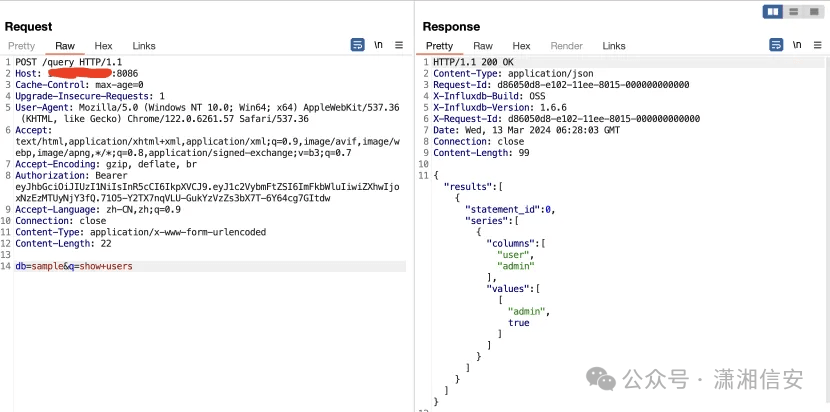 Request
Pretty Raw Hex Links \n
1 POST /query HTTP/1.1
2 Host: :8086
3 Cache-Control: max-age=0
4 Upgrade-Insecure-Requests: 1
5 User-Agent: Mozilla/5.0 (Windows NT 10.0; Win64; x64) AppleWebKit/537.36
(KHTML, like Gecko) Chrome/122.0.6261.57 Safari/537.36
6 Accept:
text/html,application/xhtml+xml,application/xml;q=0.9,image/avif,image/w
ebp,image/apng,*/*;q=0.8,application/signed-exchange;v=b3;q=0.7
7 Accept-Encoding: gzip, deflate, br
8 Authorization: Bearer
9 Accept-Language: zh-CN,zh;q=0.9
10 Connection: close
11 Content-Type: application/x-www-form-urlencoded
12 Content-Length: 22
13
14 db=sample&q=show+users
Response
Pretty Raw Hex Render Links \n
1 HTTP/1.1 200 OK
2 Content-Type: application/json
3 Request-Id: d86050d8-e102-11ee-8015-000000000000
4 X-Influxdb-Build: OSS
5 X-Influxdb-Version: 1.6.6
6 X-Request-Id: d86050d8-e102-11ee-8015-000000000000
7 Date: Wed, 13 Mar 2024 06:28:03 GMT
8 Connection: close
9 Content-Length: 99
10
11 {
"results":[
{
"statement_id":0,
"series":[
{
"columns":[
"user",
"admin"
],
"values":[
[
"admin",
true
]
]
}
]
}
]
}
公众号 · 潇湘信安